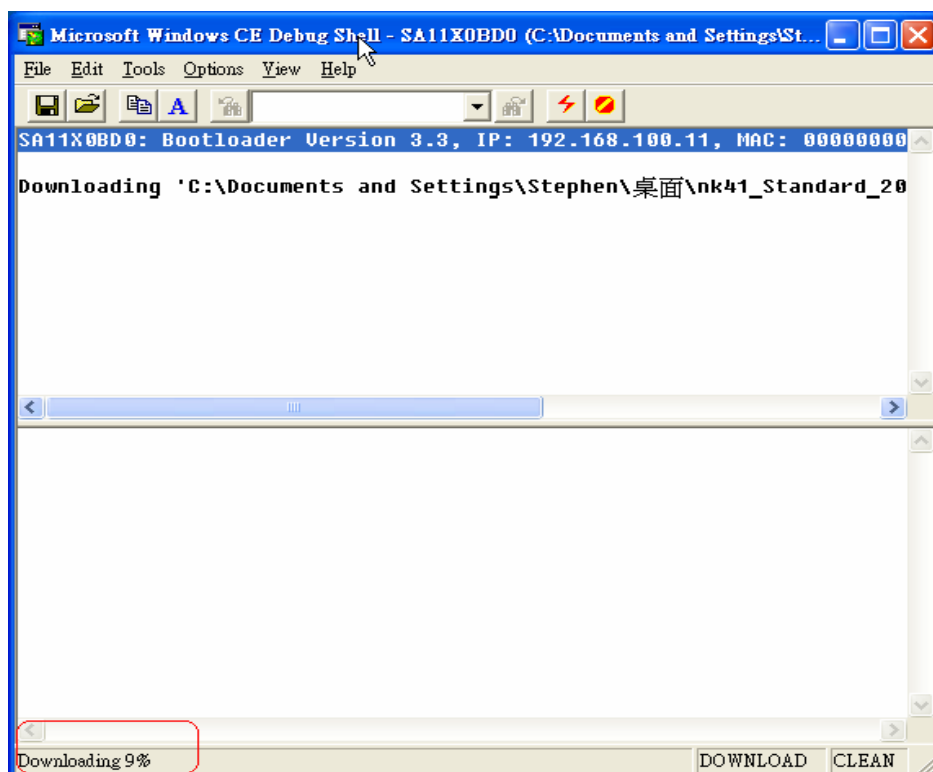 Microsoft Windows CE Debug Shell - SA11X0BD0 (C:\Documents and Settings\St...
File Edit Tools Options View Help
A
SA11X0BD0: Bootloader Version 3.3, IP: 192.168.100.11, MAC: 00000000
Downloading 'C:\Documents and Settings\Stephen\桌面\nk41_Standard_20
Downloading 9% DOWNLOAD CLEAN